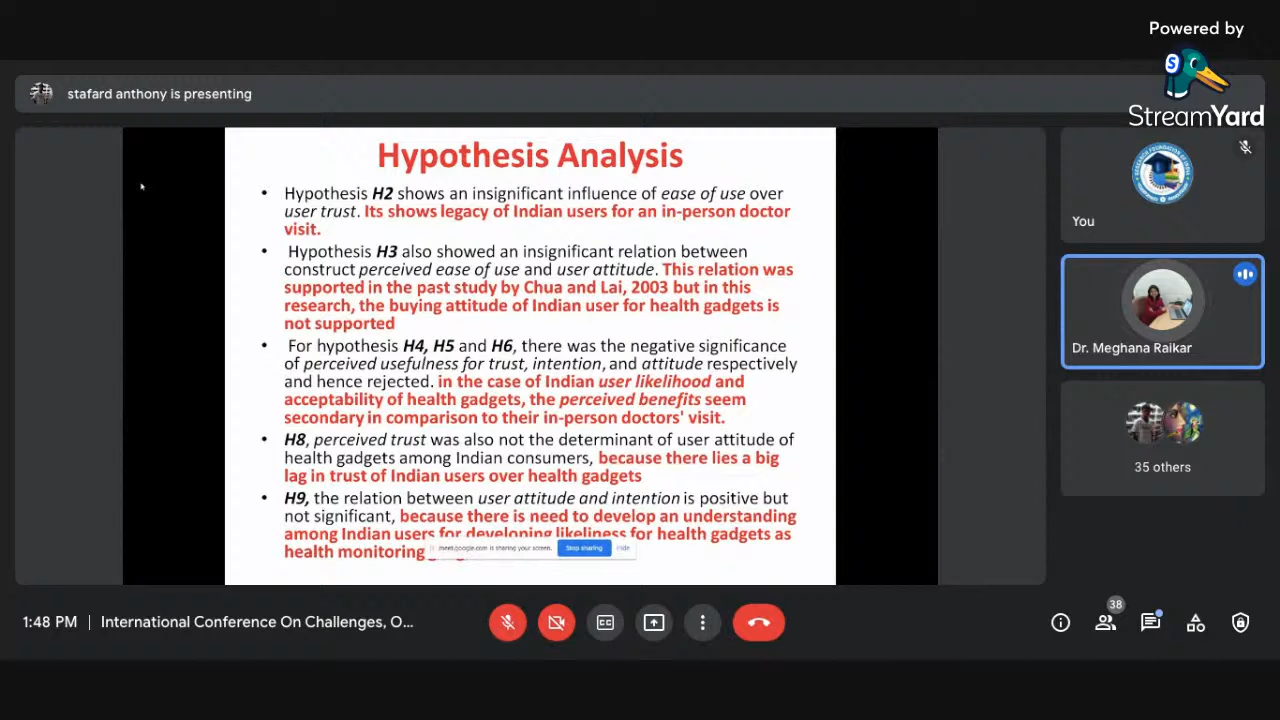 Powered by
S
StreamYard
stafard anthony is presenting
Hypothesis Analysis
• Hypothesis H2 shows an insignificant influence of ease of use over
user trust. Its shows legacy of Indian users for an in-person doctor
visit.
• Hypothesis H3 also showed an insignificant relation between
construct perceived ease of use and user attitude. This relation was
supported in the past study by Chua and Lai, 2003 but in this
research, the buying attitude of Indian user for health gadgets is
not supported
• For hypothesis H4, H5 and H6, there was the negative significance
of perceived usefulness for trust, intention, and attitude respectively
and hence rejected. in the case of Indian user likelihood and
acceptability of health gadgets, the perceived benefits seem
secondary in comparison to their in-person doctors' visit.
• H8, perceived trust was also not the determinant of user attitude of
health gadgets among Indian consumers, because there lies a big
lag in trust of Indian users over health gadgets
• H9, the relation between user attitude and intention is positive but
not significant, because there is need to develop an understanding
among Indian users for developing likeliness for health gadgets as
health monitoring
meet.google.com is sharing your screen. Stop sharing Hide
You
Dr. Meghana Raikar
35 others
1:48 PM | International Conference On Challenges, O...
38